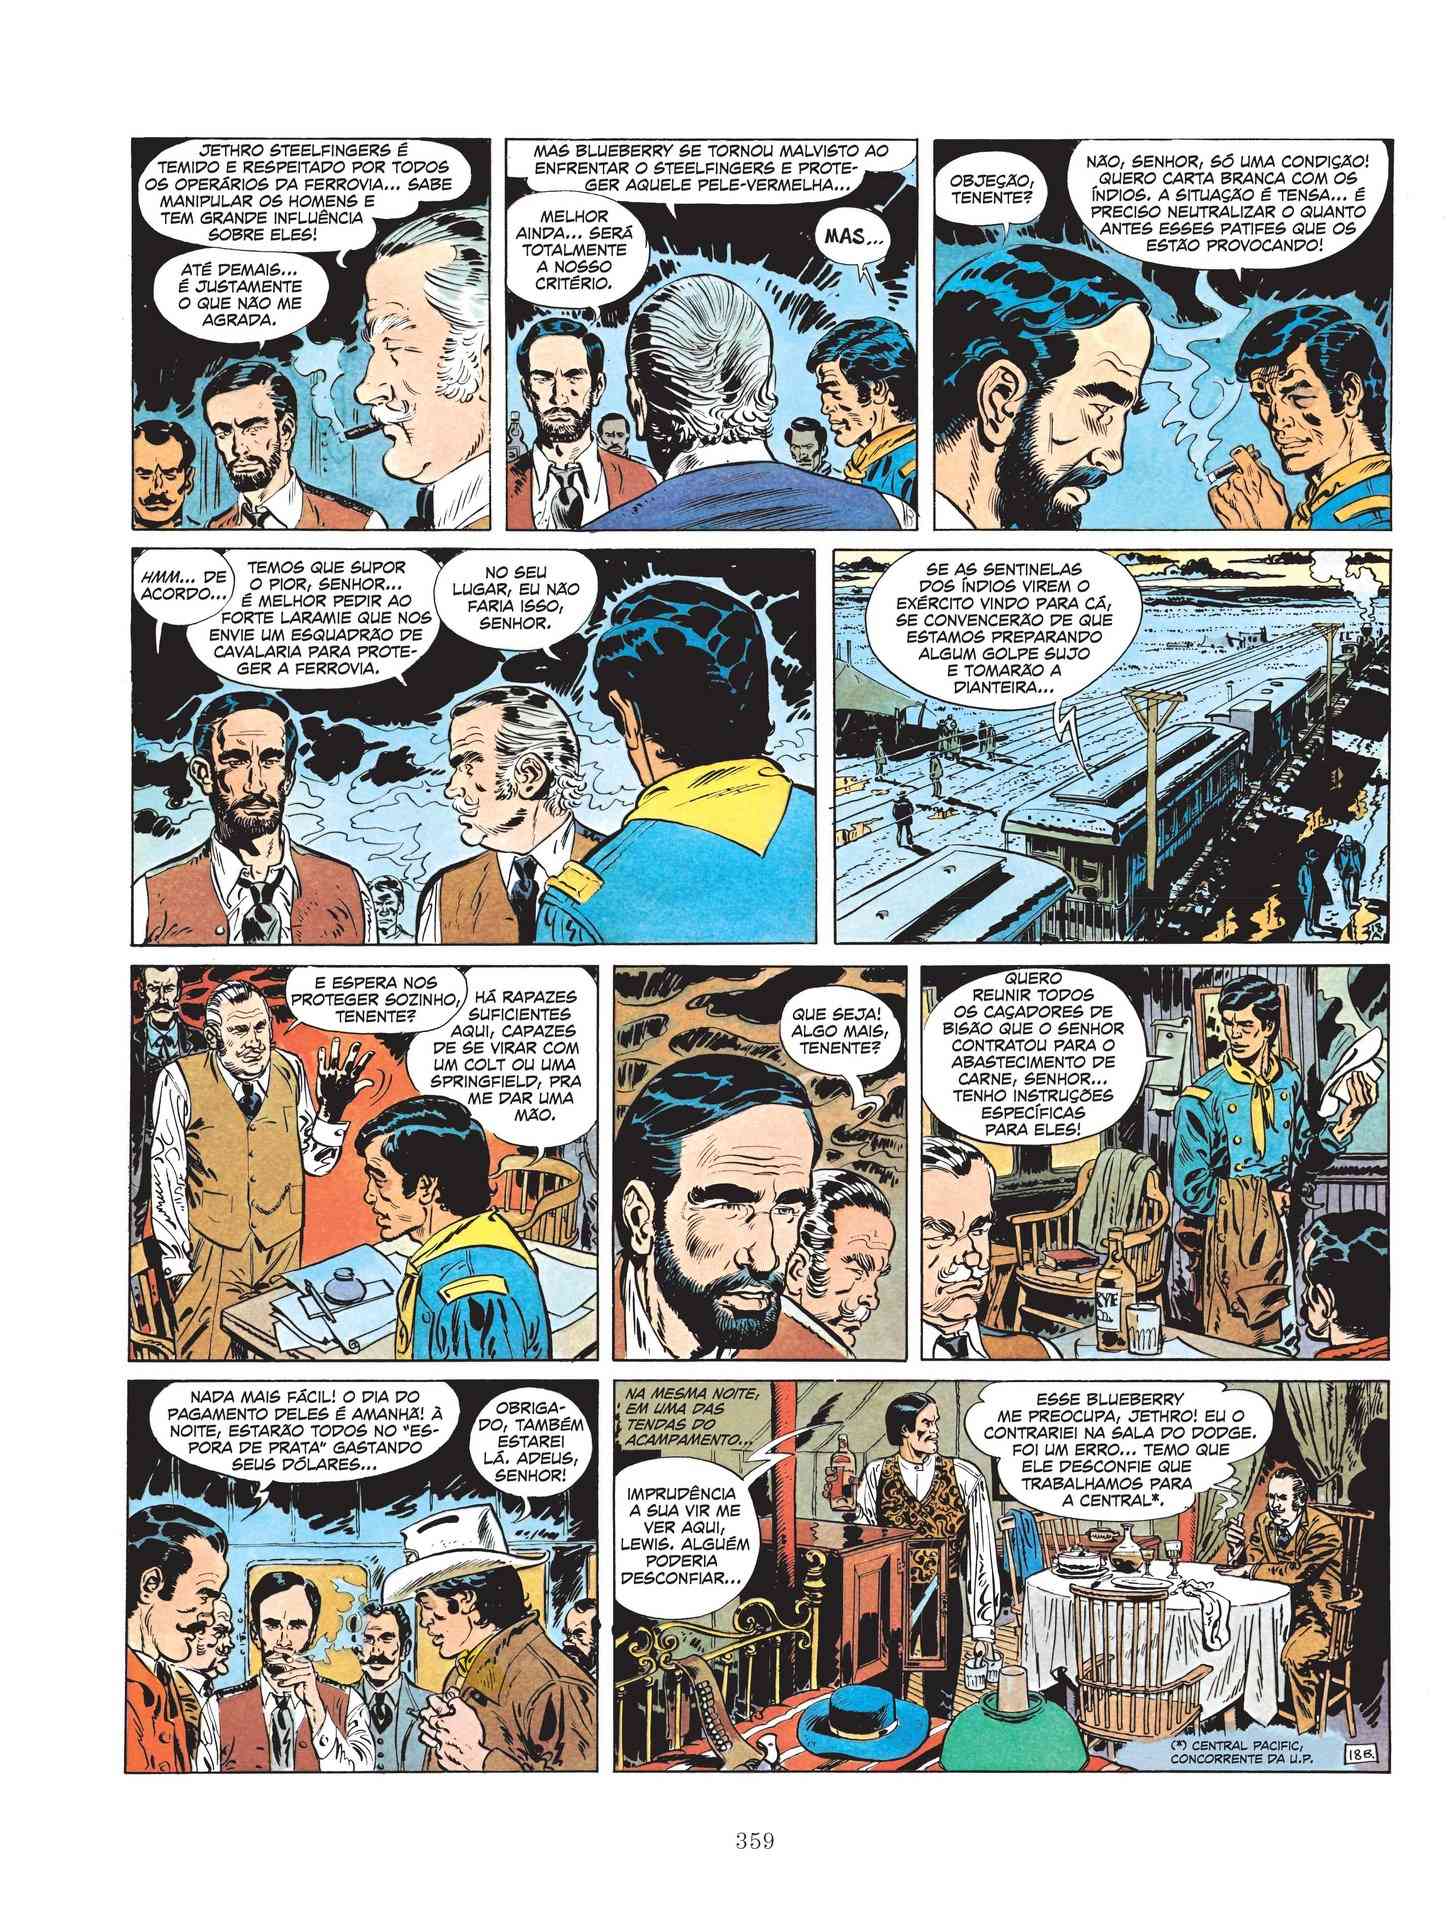 JETHRO STEELFINGERS É
TEMIDO E RESPEITADO POR TODOS
OS OPERÁRIOS DA FERROVIA... SABE
MANIPULAR OS HOMENS E
TEM GRANDE INFLUÊNCIA
SOBRE ELES!
ATÉ DEMAIS...
É JUSTAMENTE
O QUE NÃO ME
AGRADA.
MAS BLUEBERRY SE TORNOU MALVISTO AO
ENFRENTAR O STEELFINGERS E PROTE-
GER AQUELE PELE-VERMELHA...
MELHOR
AINDA... SERÁ
TOTALMENTE
A NOSSO
CRITÉRIO.
MAS...
OBJEÇÃO,
TENENTE?
NÃO, SENHOR, SÓ UMA CONDIÇÃO!
QUERO CARTA BRANCA COM OS
ÍNDIOS. A SITUAÇÃO É TENSA... É
PRECISO NEUTRALIZAR O QUANTO
ANTES ESSES PATIFES QUE OS
ESTÃO PROVOCANDO!
HMM... DE
ACORDO...
TEMOS QUE SUPOR
O PIOR, SENHOR...
É MELHOR PEDIR AO
FORTE LARAMIE QUE NOS
ENVIE UM ESQUADRÃO DE
CAVALARIA PARA PROTE-
GER A FERROVIA.
NO SEU
LUGAR, EU NÃO
FARIA ISSO,
SENHOR.
SE AS SENTINELAS
DOS ÍNDIOS VIREM O
EXÉRCITO VINDO PARA CÁ,
SE CONVENCERÃO DE QUE
ESTAMOS PREPARANDO
ALGUM GOLPE SUJO
E TOMARÃO A
DIANTEIRA...
18
A
E ESPERA NOS
PROTEGER SOZINHO,
TENENTE?
HÁ RAPAZES
SUFICIENTES
AQUI, CAPAZES
DE SE VIRAR COM
UM COLT OU UMA
SPRINGFIELD, PRA
ME DAR UMA
MÃO.
QUE SEJA!
ALGO MAIS,
TENENTE?
QUERO
REUNIR TODOS
OS CAÇADORES DE
BISÃO QUE O SENHOR
CONTRATOU PARA O
ABASTECIMENTO DE
CARNE, SENHOR...
TENHO INSTRUÇÕES
ESPECÍFICAS
PARA ELES!
RYE
NADA MAIS FÁCIL! O DIA DO
PAGAMENTO DELES É AMANHÃ! À
NOITE, ESTARÃO TODOS NO "ES-
PORA DE PRATA" GASTANDO
SEUS DÓLARES...
OBRIGA-
DO, TAMBÉM
ESTAREI
LÁ. ADEUS,
SENHOR!
NA MESMA NOITE,
EM UMA DAS
TENDAS DO
ACAMPAMENTO...
IMPRUDÊNCIA
A SUA VIR ME
VER AQUI,
LEWIS. ALGUÉM
PODERIA
DESCONFIAR...
ESSE BLUEBERRY
ME PREOCUPA, JETHRO! EU O
CONTRARIEI NA SALA DO DODGE.
FOI UM ERRO... TEMO QUE
ELE DESCONFIE QUE
TRABALHAMOS PARA
A CENTRAL*.
(*) CENTRAL PACIFIC,
CONCORRENTE DA U.P.
18B.
359